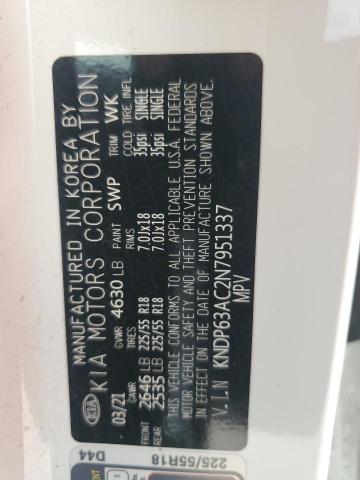 MANUFACTURED IN KOREA BY
KIA KIA MOTORS CORPORATION
03/21 GVWR 4630 LB PAINT SWP TRIM WK
GAWR TIRES RIMS COLD TIRE INFL
FRONT 2646 LB 225/55 R18 7.0Jx18 35psi SINGLE
REAR 2535 LB 225/55 R18 7.0Jx18 35psi SINGLE
THIS VEHICLE CONFORMS TO ALL APPLICABLE U.S.A. FEDERAL
MOTOR VEHICLE SAFETY AND THEFT PREVENTION STANDARDS
IN EFFECT ON THE DATE OF MANUFACTURE SHOWN ABOVE.
V.I.N KNDP63AC2N7951337
MPV
D44
225/55R18